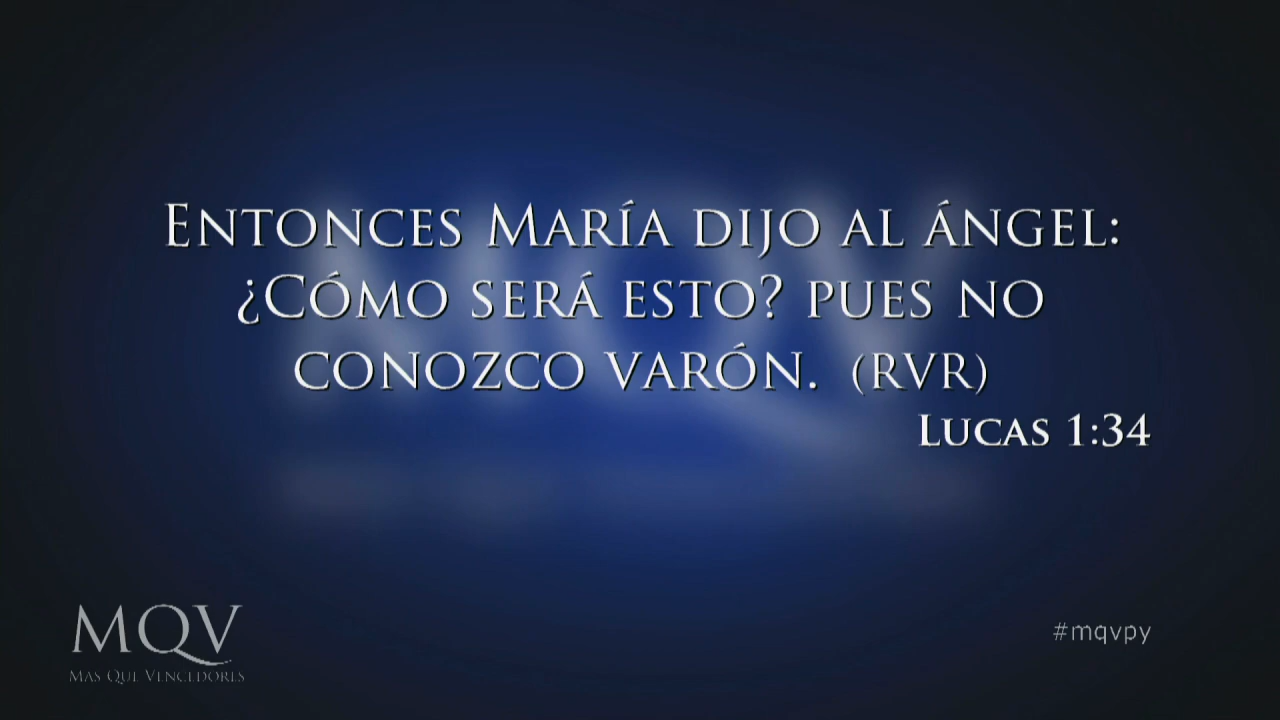 Entonces María dijo al ángel:
¿Cómo será esto? pues no
conozco varón. (RVR)
Lucas 1:34
MQV
Mas Que Vencedores
#mqvpy